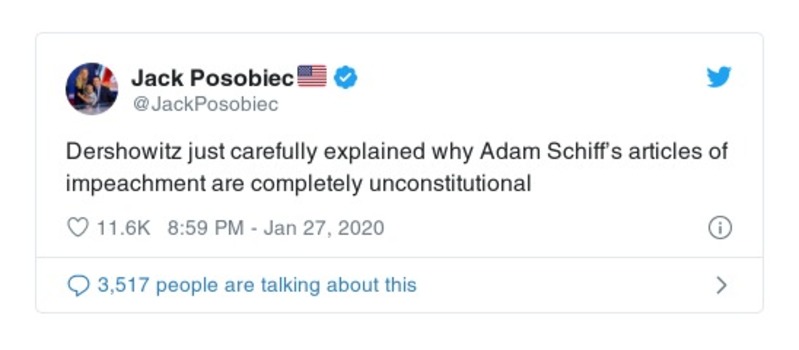 Jack Posobiec🇺🇸
@JackPosobiec
Dershowitz just carefully explained why Adam Schiff's articles of
impeachment are completely unconstitutional
11.6K 8:59 PM - Jan 27, 2020
3,517 people are talking about this